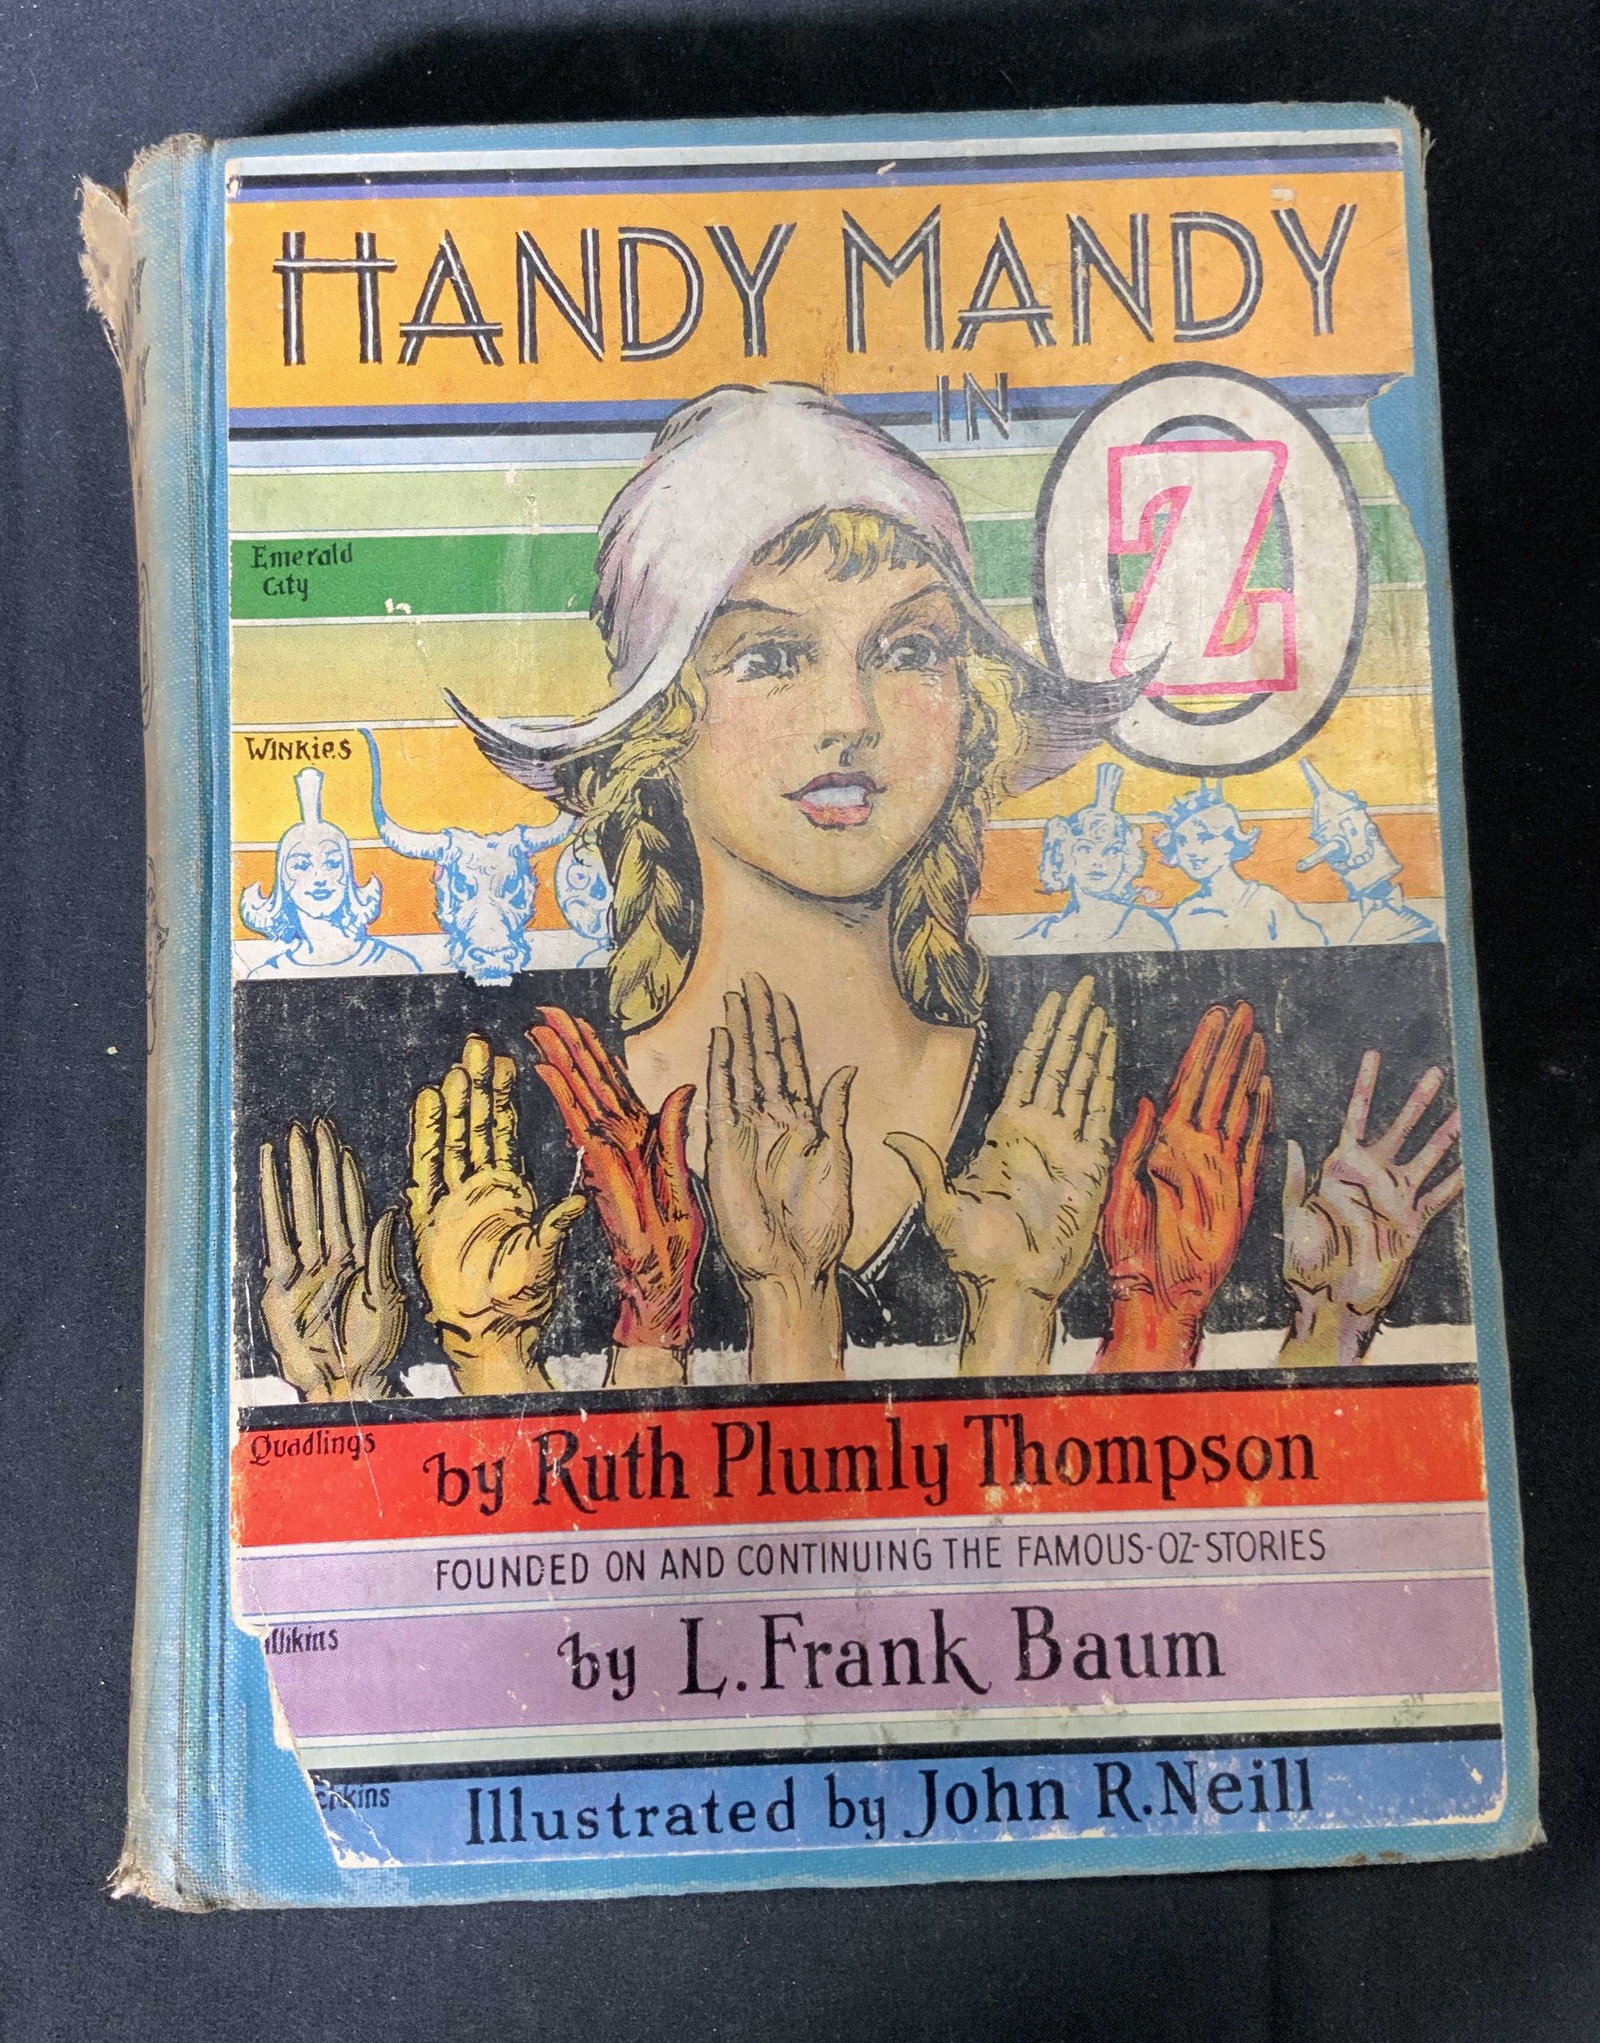 HANDY MANDY
IN
OZ
Emerald
City
Winkies
Quadlings
by Ruth Plumly Thompson
FOUNDED ON AND CONTINUING THE FAMOUS-OZ-STORIES
by L. Frank Baum
Illustrated by John R. Neill